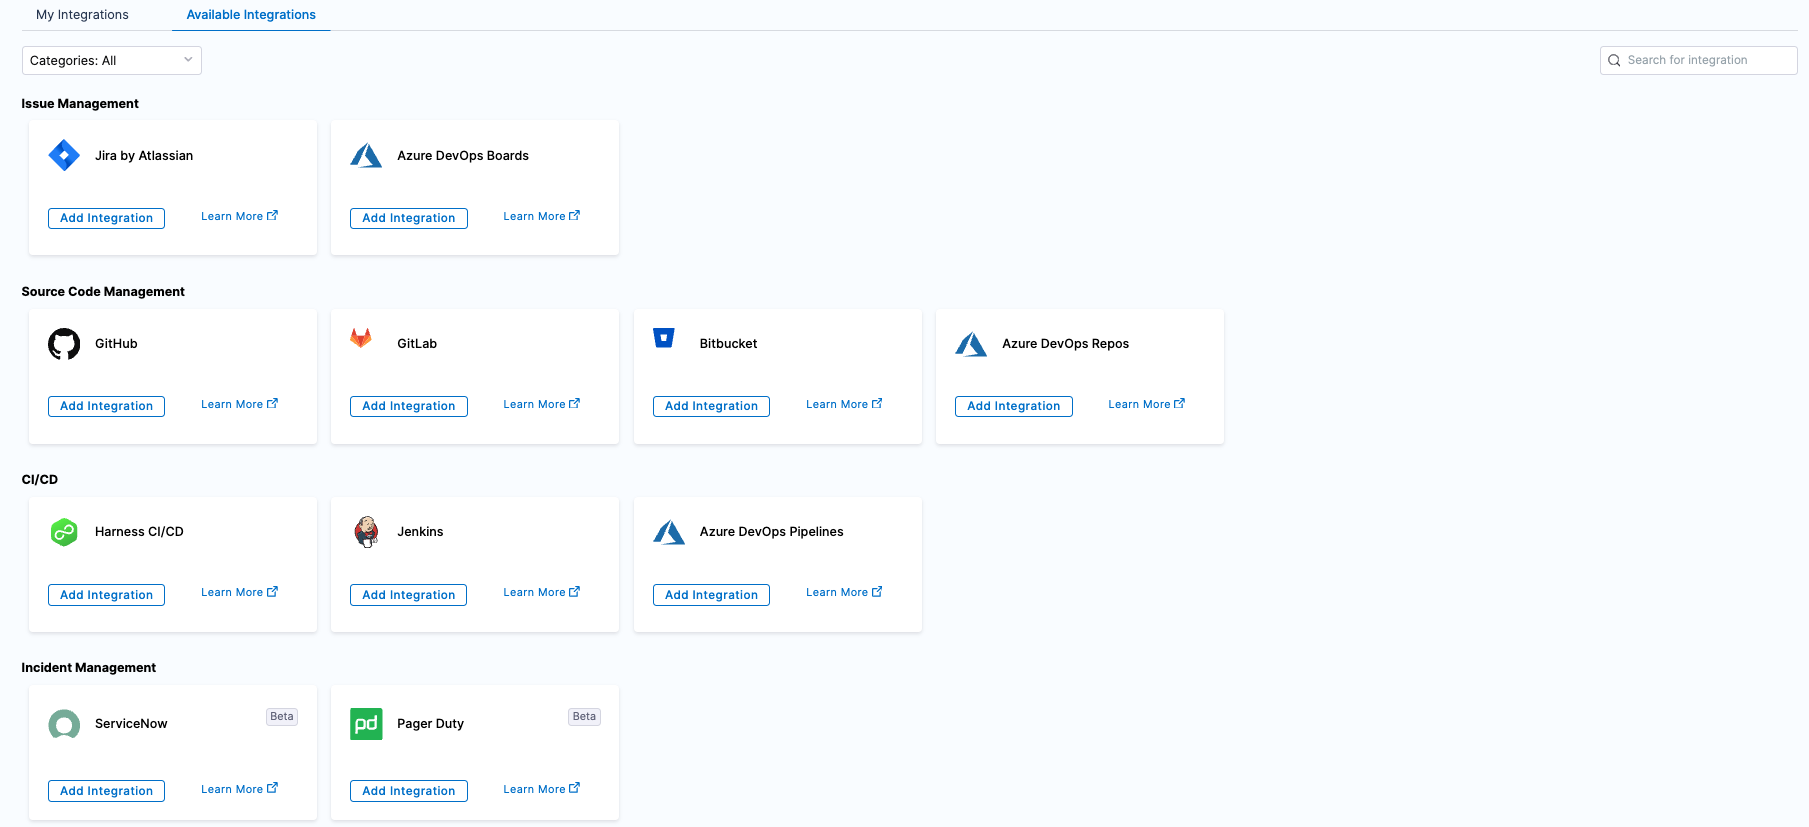 My Integrations Available Integrations
Categories: All Search for integration
Issue Management
Jira by Atlassian Azure DevOps Boards
Add Integration Learn More Add Integration Learn More
Source Code Management
GitHub GitLab Bitbucket Azure DevOps Repos
Add Integration Learn More Add Integration Learn More Add Integration Learn More Add Integration Learn More
CI/CD
Harness CI/CD Jenkins Azure DevOps Pipelines
Add Integration Learn More Add Integration Learn More Add Integration Learn More
Incident Management
ServiceNow Beta pd Pager Duty Beta
Add Integration Learn More Add Integration Learn More